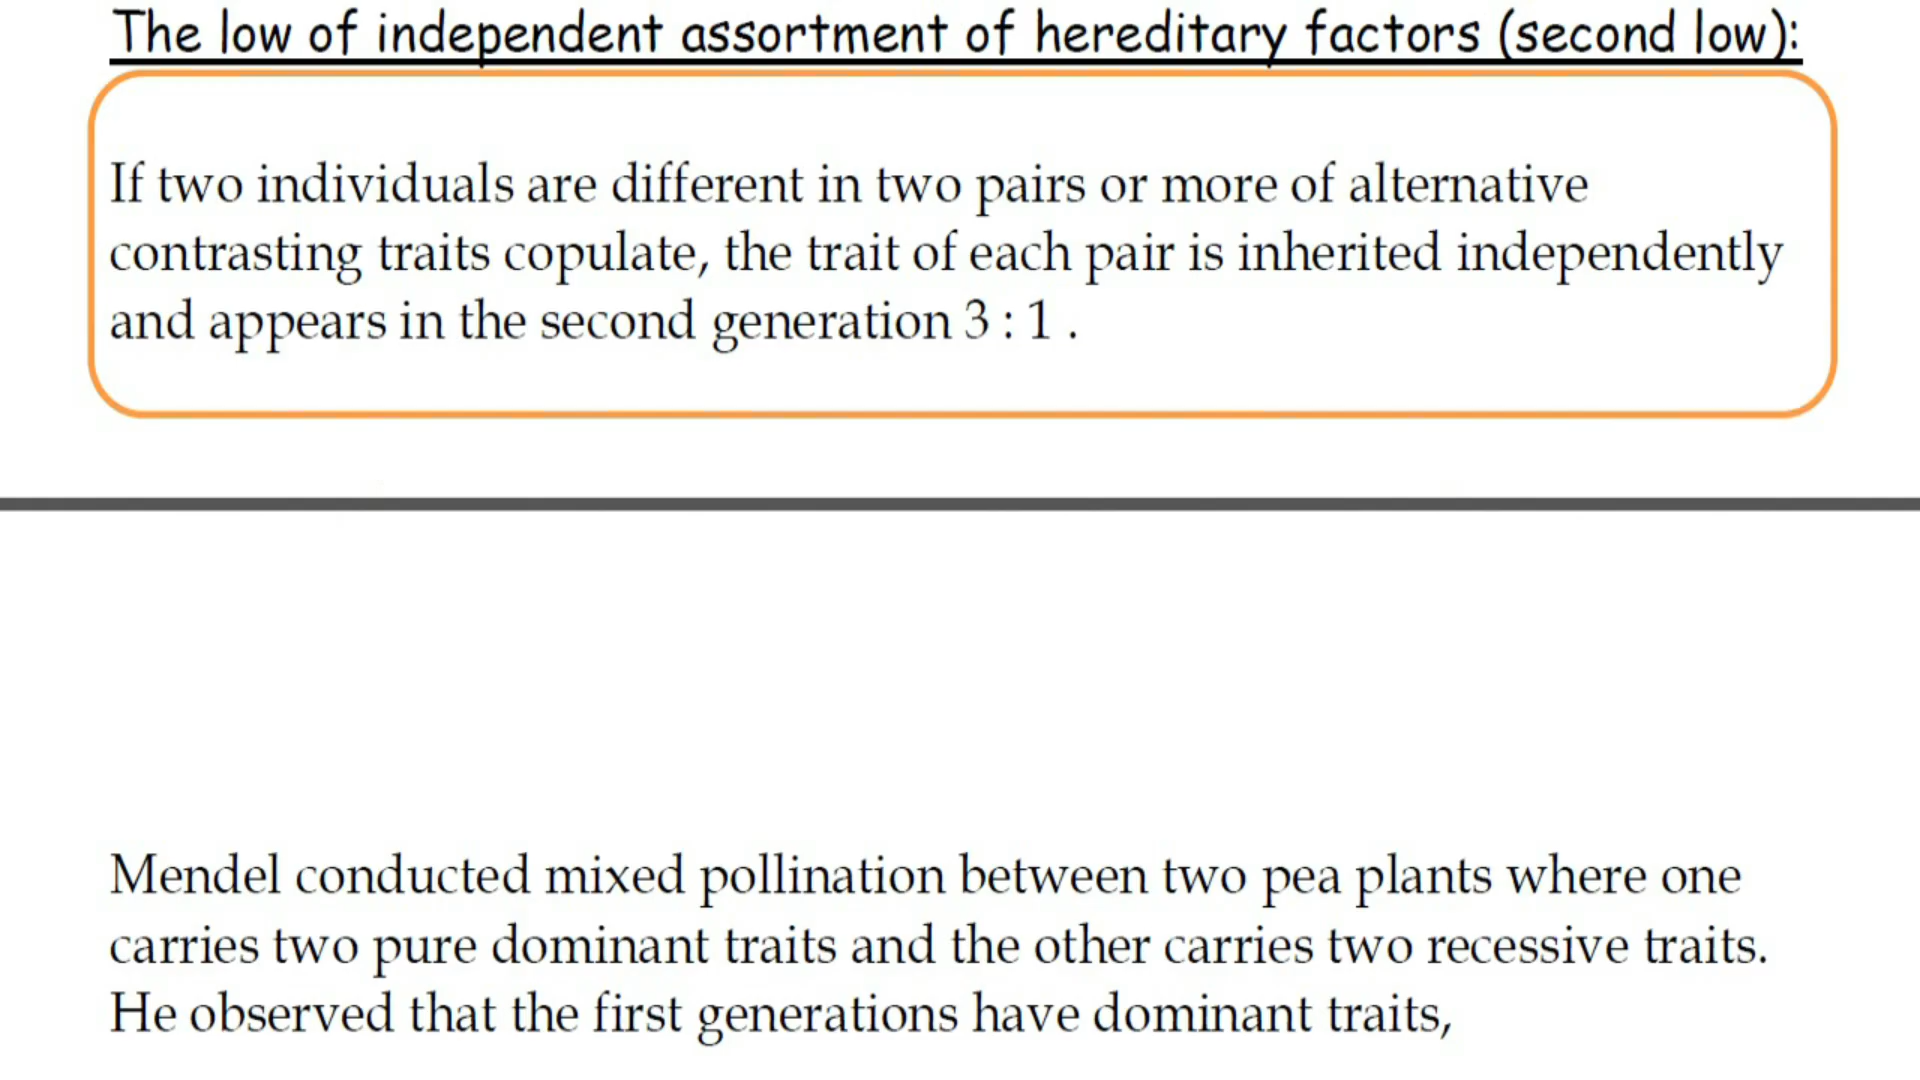 The low of independent assortment of hereditary factors (second low):
If two individuals are different in two pairs or more of alternative
contrasting traits copulate, the trait of each pair is inherited independently
and appears in the second generation 3 : 1 .
Mendel conducted mixed pollination between two pea plants where one
carries two pure dominant traits and the other carries two recessive traits.
He observed that the first generations have dominant traits,